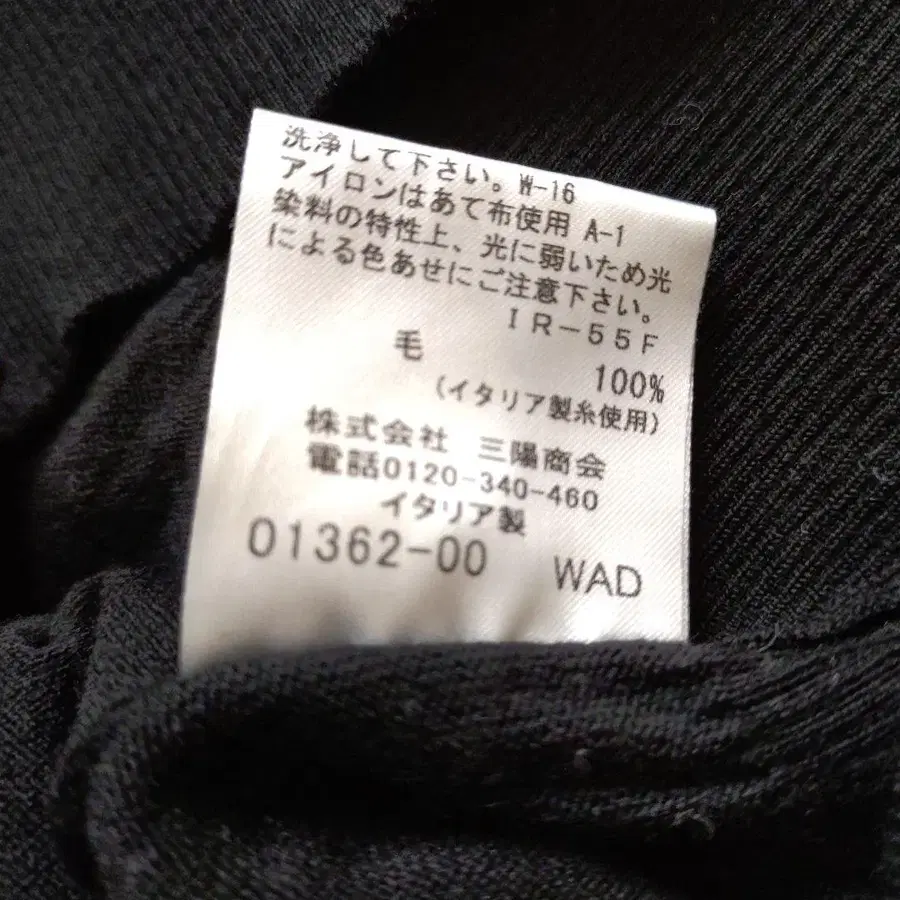 洗浄して下さい。W-16
アイロンはあて布使用 A-1
染料の特性上、光に弱いため光
による色あせにご注意下さい。
IR-55F
毛 100%
(イタリア製糸使用)
株式会社 三陽商会
電話0120-340-460
イタリア製
01362-00 WAD